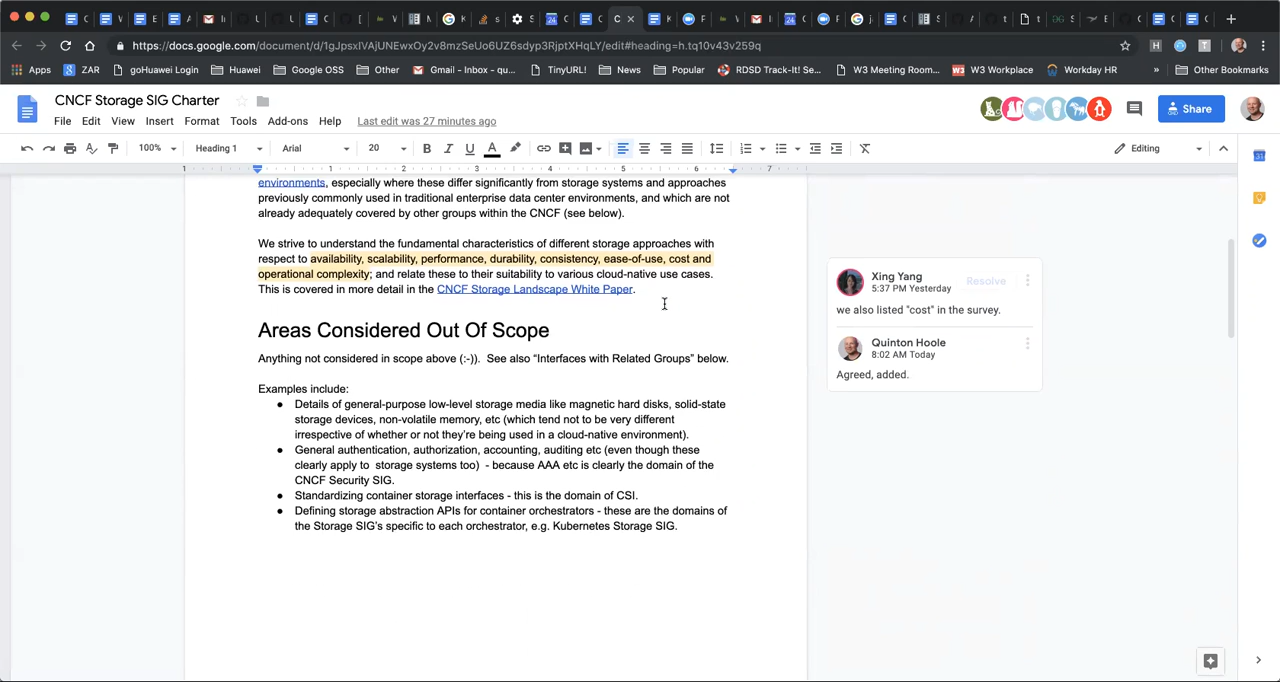 https://docs.google.com/document/d/1gJpsxIVAjUNEwxOy2v8mzSeUo6UZ6sdyp3RjptXHqLY/edit#heading=h.tq10v43v259q
Apps ZAR goHuawei Login Huawei Google OSS Other Gmail - Inbox - qu... TinyURL! News Popular RDSD Track-It! Se... W3 Meeting Room... W3 Workplace Workday HR » Other Bookmarks
CNCF Storage SIG Charter
File Edit View Insert Format Tools Add-ons Help Last edit was 27 minutes ago
Share
100% Heading 1 Arial 20 B I U A Editing
1 1 2 3 4 5 6 7
environments, especially where these differ significantly from storage systems and approaches
previously commonly used in traditional enterprise data center environments, and which are not
already adequately covered by other groups within the CNCF (see below).
We strive to understand the fundamental characteristics of different storage approaches with
respect to availability, scalability, performance, durability, consistency, ease-of-use, cost and
operational complexity; and relate these to their suitability to various cloud-native use cases.
This is covered in more detail in the CNCF Storage Landscape White Paper.
Areas Considered Out Of Scope
Anything not considered in scope above (:-)). See also “Interfaces with Related Groups” below.
Examples include:
● Details of general-purpose low-level storage media like magnetic hard disks, solid-state
storage devices, non-volatile memory, etc (which tend not to be very different
irrespective of whether or not they’re being used in a cloud-native environment).
● General authentication, authorization, accounting, auditing etc (even though these
clearly apply to storage systems too) - because AAA etc is clearly the domain of the
CNCF Security SIG.
● Standardizing container storage interfaces - this is the domain of CSI.
● Defining storage abstraction APIs for container orchestrators - these are the domains of
the Storage SIG’s specific to each orchestrator, e.g. Kubernetes Storage SIG.
Xing Yang
5:37 PM Yesterday
Resolve
we also listed "cost" in the survey.
Quinton Hoole
8:02 AM Today
Agreed, added.